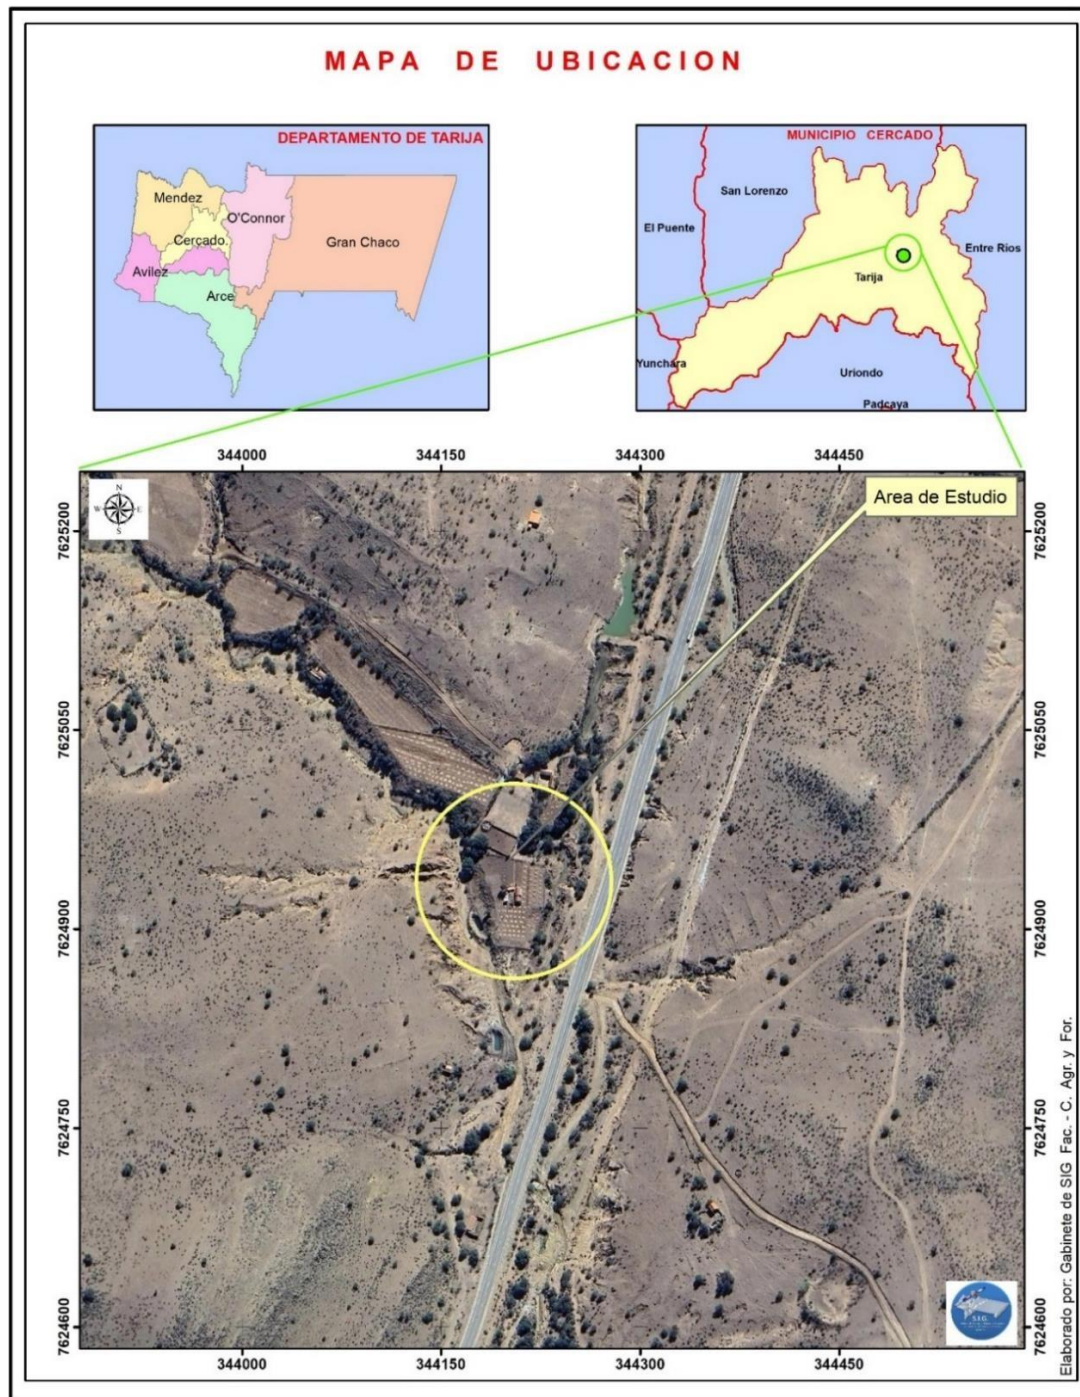 MAPA DE UBICACION
DEPARTAMENTO DE TARIJA
Mendez
O'Connor
Cercado.
Gran Chaco
Avilez
Arce
MUNICIPIO CERCADO
San Lorenzo
El Puente
Entre Rios
Tarija
Yunchara
Uriondo
Padcaya
344000 344150 344300 344450
N
W E
S
Area de Estudio
7625200 7625200
7625050 7625050
7624900 7624900
7624750 7624750
7624600 7624600
S.I.G.
344000 344150 344300 344450
Elaborado por: Gabinete de SIG Fac. - C. Agr. y For.